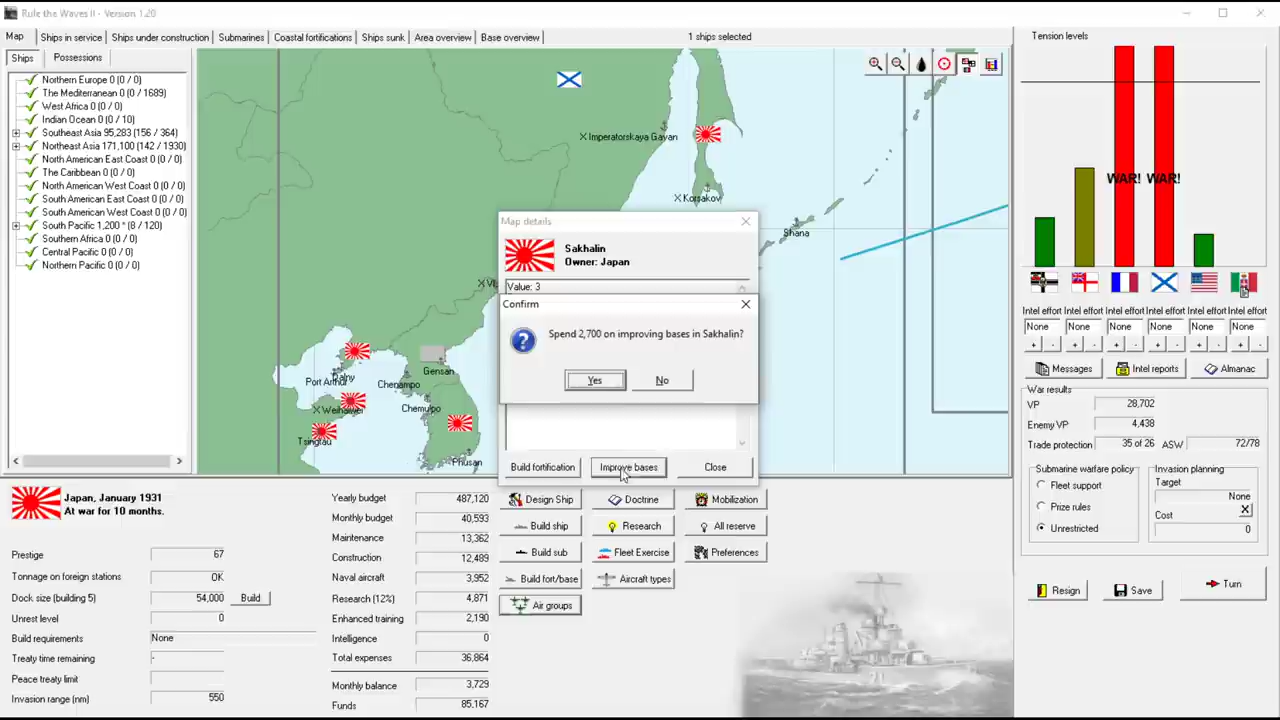 Rule the Waves II - Version 1.20
Map
Ships in service
Ships under construction
Submarines
Coastal fortifications
Ships sunk
Area overview
Base overview
1 ships selected
Ships
Possessions
Northern Europe 0 (0 / 0)
The Mediterranean 0 (0 / 1689)
West Africa 0 (0 / 0)
Indian Ocean 0 (0 / 10)
Southeast Asia 95,283 (156 / 364)
Northeast Asia 171,100 (142 / 1930)
North American East Coast 0 (0 / 0)
The Caribbean 0 (0 / 0)
North American West Coast 0 (0 / 0)
South American East Coast 0 (0 / 0)
South American West Coast 0 (0 / 0)
South Pacific 1,200 * (8 / 120)
Southern Africa 0 (0 / 0)
Central Pacific 0 (0 / 0)
Northern Pacific 0 (0 / 0)
Imperatorskaya Gavan
Korsakov
Shana
Gensan
Dalny
Port Arthur
Chenampo
Weihaiwei
Chemulpo
Tsingtau
Phusan
Map details
Sakhalin
Owner: Japan
Value: 3
Confirm
Spend 2,700 on improving bases in Sakhalin?
Yes
No
Build fortification
Improve bases
Close
Tension levels
WAR!
WAR!
Intel effort
Intel effort
Intel effort
Intel effort
Intel effort
Intel effort
None
None
None
None
None
None
+ -
+ -
+ -
+ -
+ -
+ -
Messages
Intel reports
Almanac
War results
VP 28,702
Enemy VP 4,438
Trade protection 35 of 26 ASW 72/78
Submarine warfare policy
Fleet support
Prize rules
Unrestricted
Invasion planning
Target
None
Cost X
0
Resign
Save
Turn
Japan, January 1931
At war for 10 months.
Prestige 67
Tonnage on foreign stations OK
Dock size (building 5) 54,000 Build
Unrest level 0
Build requirements None
Treaty time remaining -
Peace treaty limit
Invasion range (nm) 550
Yearly budget 487,120
Monthly budget 40,593
Maintenance 13,362
Construction 12,489
Naval aircraft 3,952
Research (12%) 4,871
Enhanced training 2,190
Intelligence 0
Total expenses 36,864
Monthly balance 3,729
Funds 85,167
Design Ship
Doctrine
Mobilization
Build ship
Research
All reserve
Build sub
Fleet Exercise
Preferences
Build fort/base
Aircraft types
Air groups